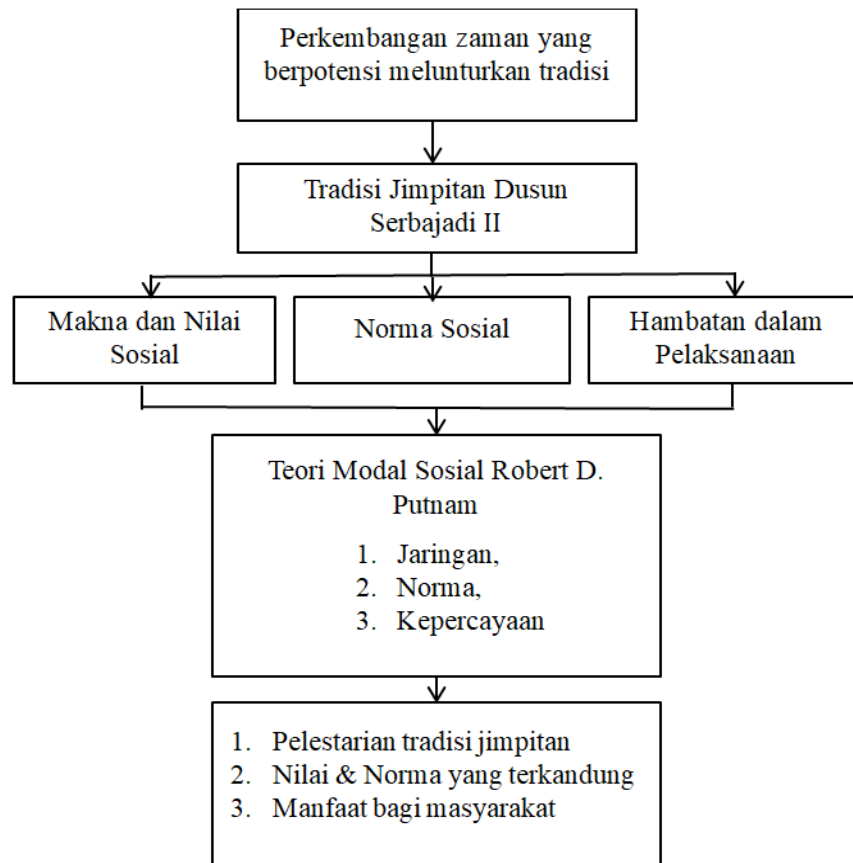 Perkembangan zaman yang
berpotensi melunturkan tradisi
Tradisi Jimpitan Dusun
Serbajadi II
Makna dan Nilai
Sosial
Norma Sosial
Hambatan dalam
Pelaksanaan
Teori Modal Sosial Robert D.
Putnam
1. Jaringan,
2. Norma,
3. Kepercayaan
1. Pelestarian tradisi jimpitan
2. Nilai & Norma yang terkandung
3. Manfaat bagi masyarakat